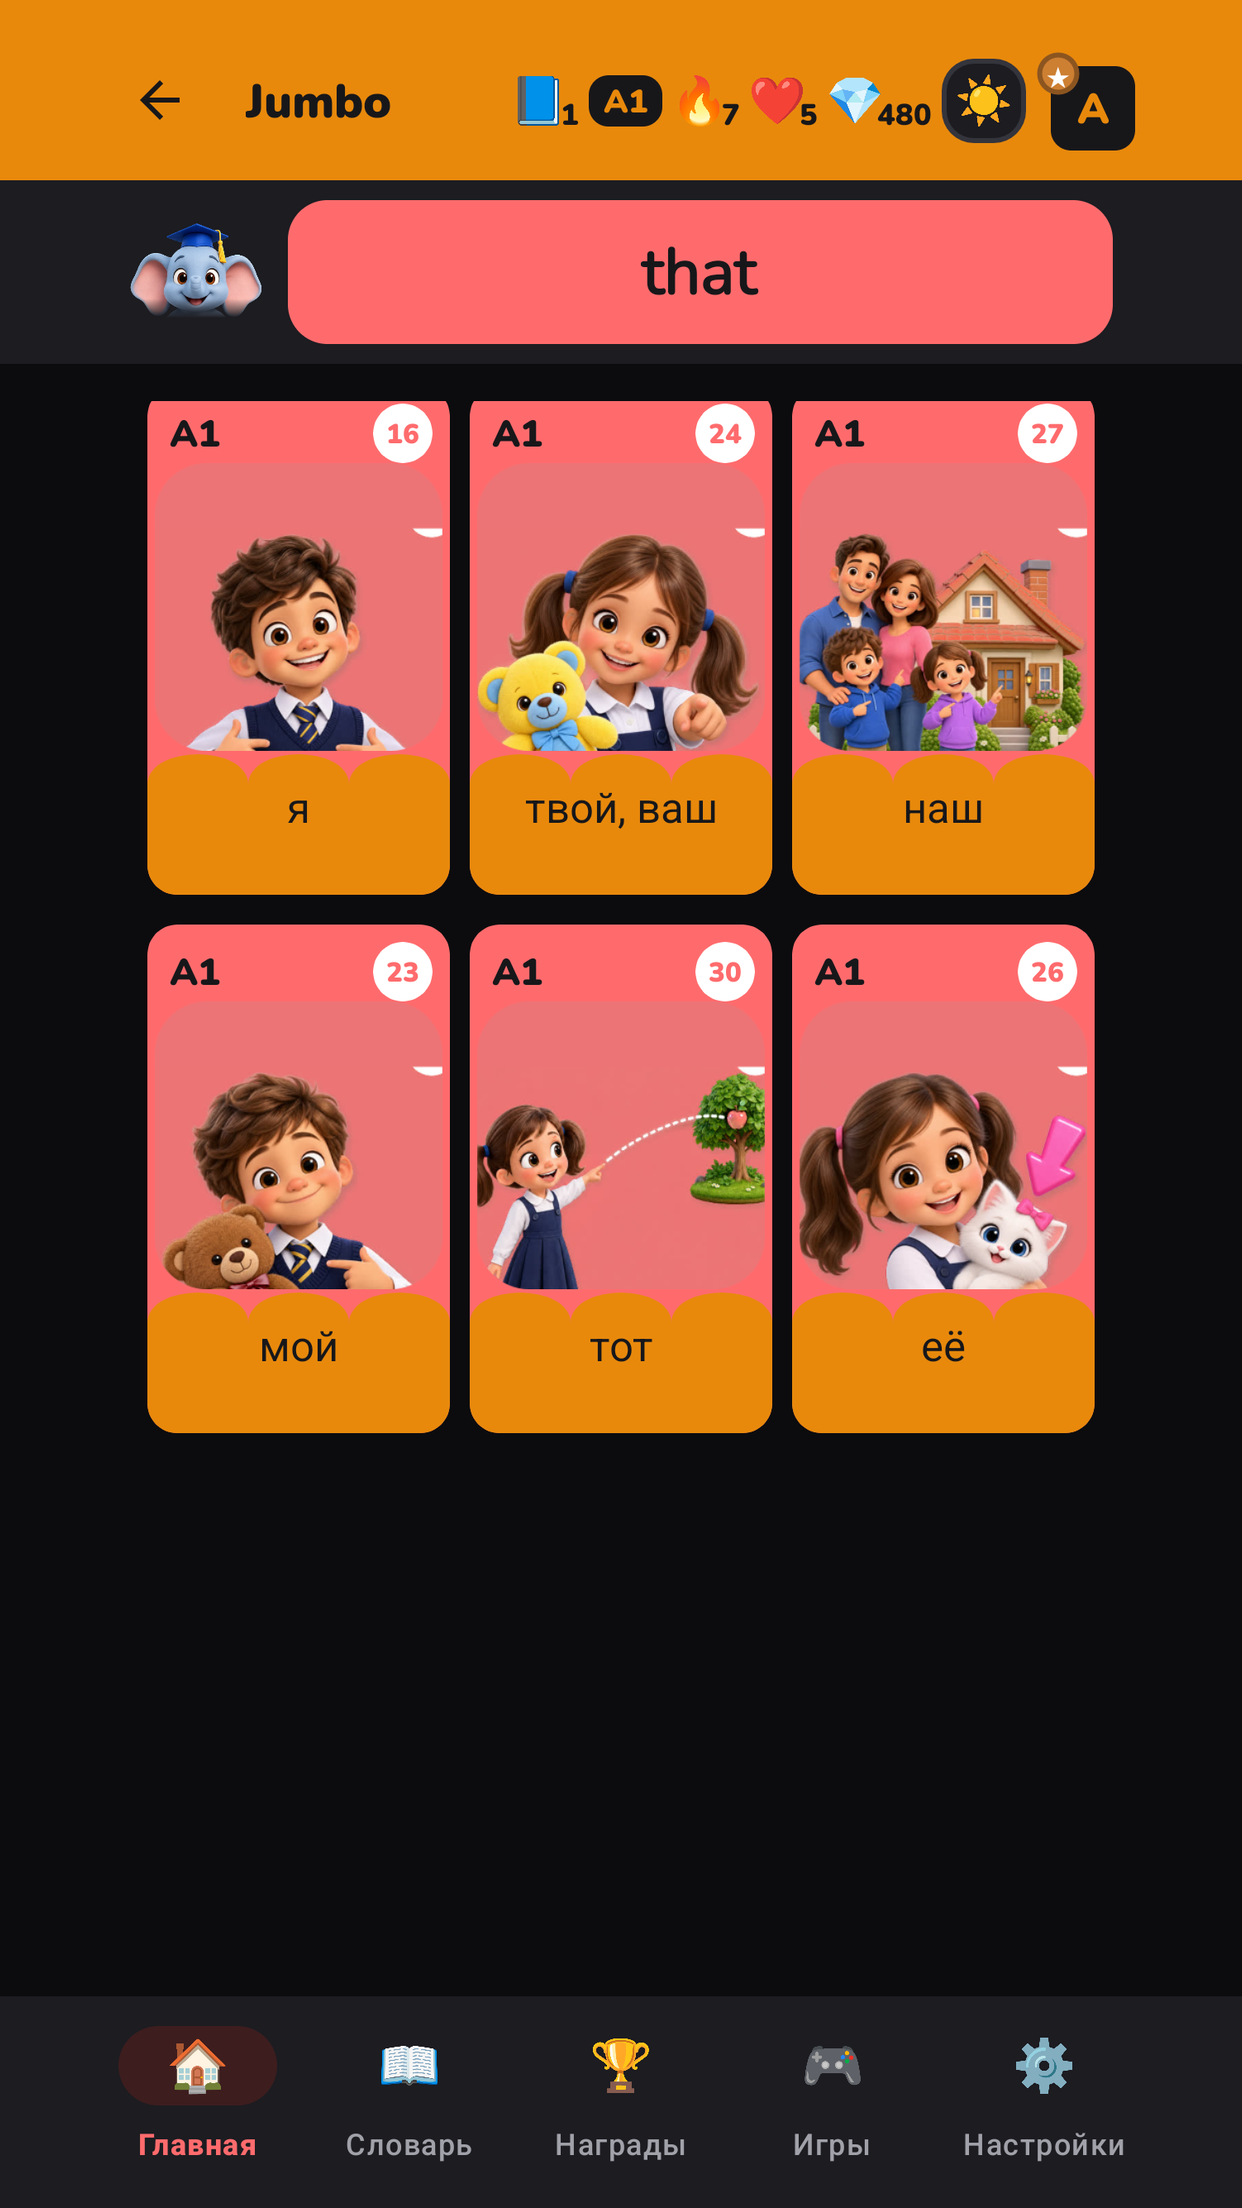 Jumbo 1 A1 7 5 480 A
that
A1 16 A1 24 A1 27
я твой, ваш наш
A1 23 A1 30 A1 26
мой тот её
Главная Словарь Награды Игры Настройки